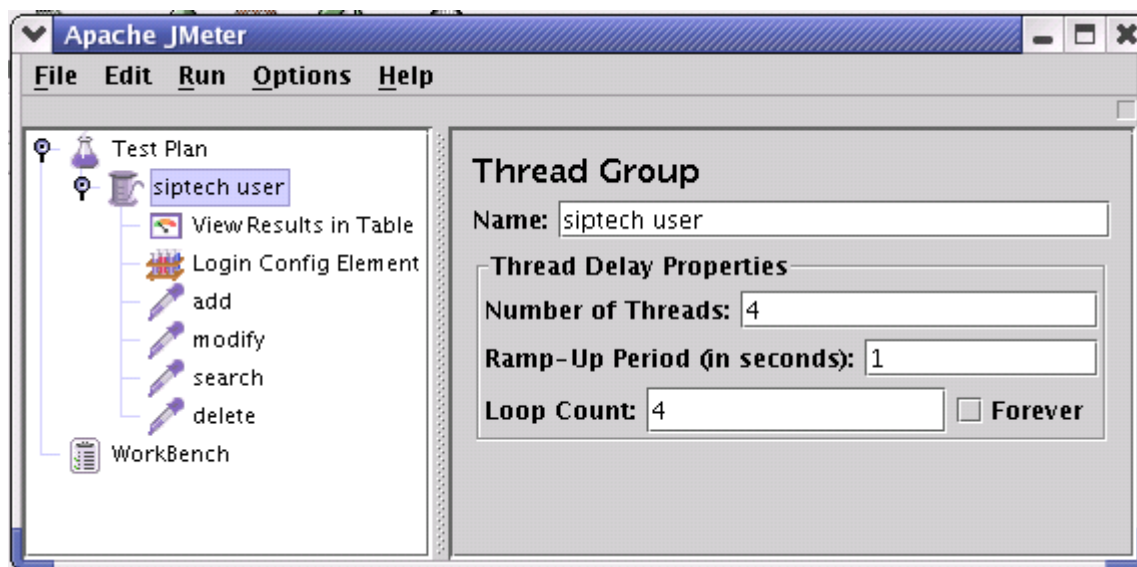 Apache JMeter
File Edit Run Options Help
Test Plan
siptech user
View Results in Table
Login Config Element
add
modify
search
delete
WorkBench
Thread Group
Name: siptech user
Thread Delay Properties
Number of Threads: 4
Ramp-Up Period (in seconds): 1
Loop Count: 4 Forever